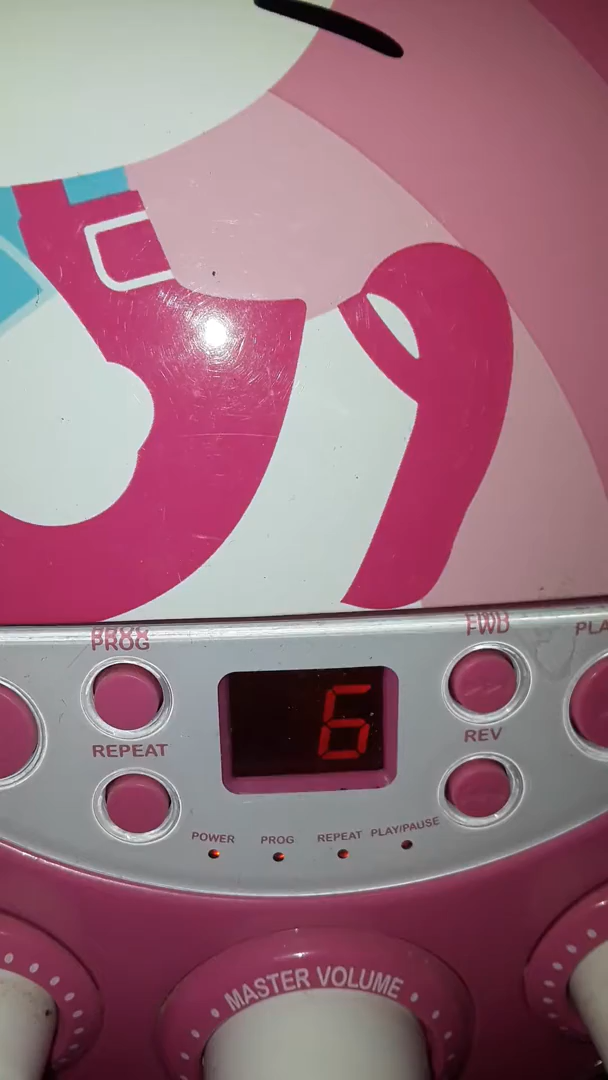 PROG
FWD
REPEAT
6
REV
POWER
PROG
REPEAT
PLAY/PAUSE
MASTER VOLUME